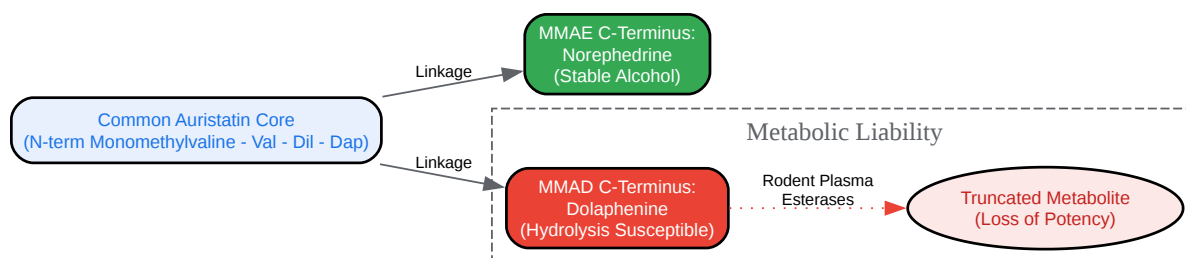 MMAE C-Terminus:
Norephedrine
(Stable Alcohol)
Linkage
Common Auristatin Core
(N-term Monomethylvaline - Val - Dil - Dap)
Linkage
Metabolic Liability
MMAD C-Terminus:
Dolaphenine
(Hydrolysis Susceptible)
Rodent Plasma
Esterases
Truncated Metabolite
(Loss of Potency)